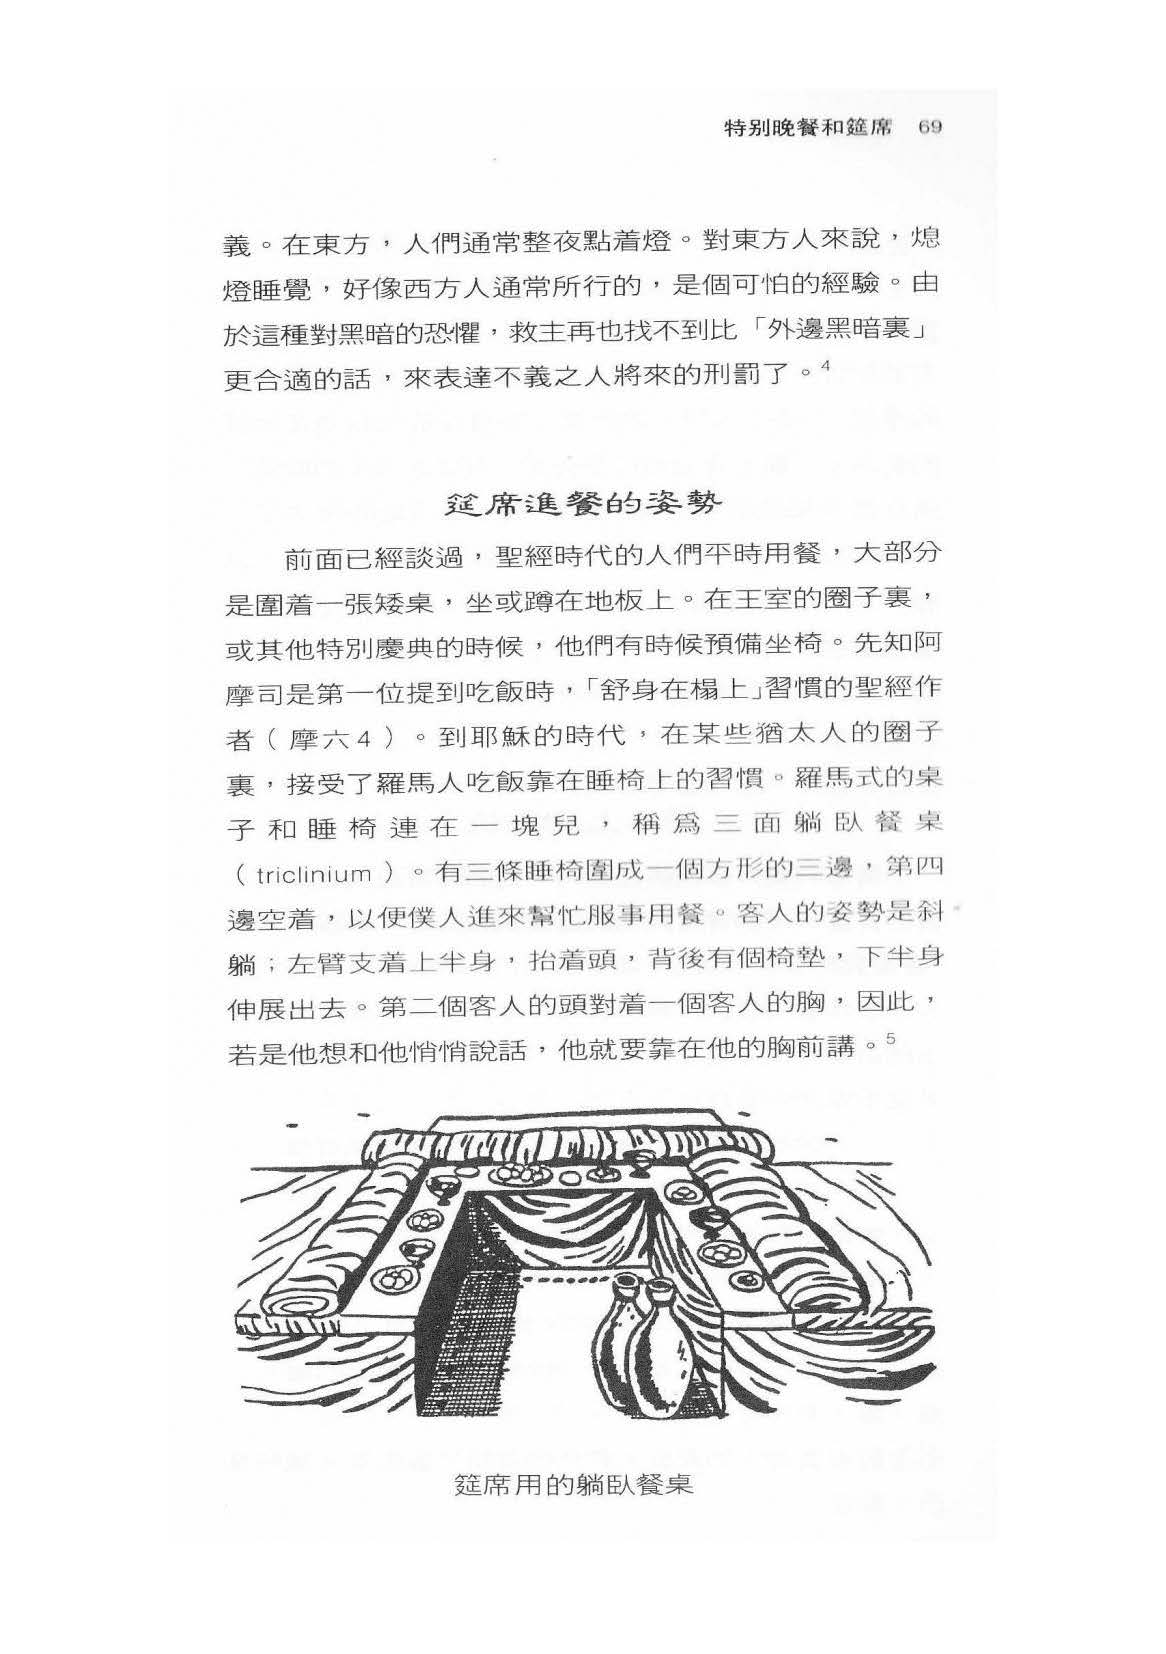 特別晚餐和筵席 69
義。在東方，人們通常整夜點着燈。對東方人來說，熄
燈睡覺，好像西方人通常所行的，是個可怕的經驗。由
於這種對黑暗的恐懼，救主再也找不到比「外邊黑暗裏」
更合適的話，來表達不義之人將來的刑罰了。4
筵席進餐的姿勢
前面已經談過，聖經時代的人們平時用餐，大部分
是圍着一張矮桌，坐或蹲在地板上。在王室的圈子裏，
或其他特別慶典的時候，他們有時候預備坐椅。先知阿
摩司是第一位提到吃飯時，「舒身在榻上」習慣的聖經作
者（摩六4）。到耶穌的時代，在某些猶太人的圈子
裏，接受了羅馬人吃飯靠在睡椅上的習慣。羅馬式的桌
子和睡椅連在一塊兒，稱爲三面躺臥餐桌
（triclinium）。有三條睡椅圍成一個方形的三邊，第四
邊空着，以便僕人進來幫忙服事用餐。客人的姿勢是斜
躺；左臂支着上半身，抬着頭，背後有個椅墊，下半身
伸展出去。第二個客人的頭對着一個客人的胸，因此，
若是他想和他悄悄說話，他就要靠在他的胸前講。5
筵席用的躺臥餐桌